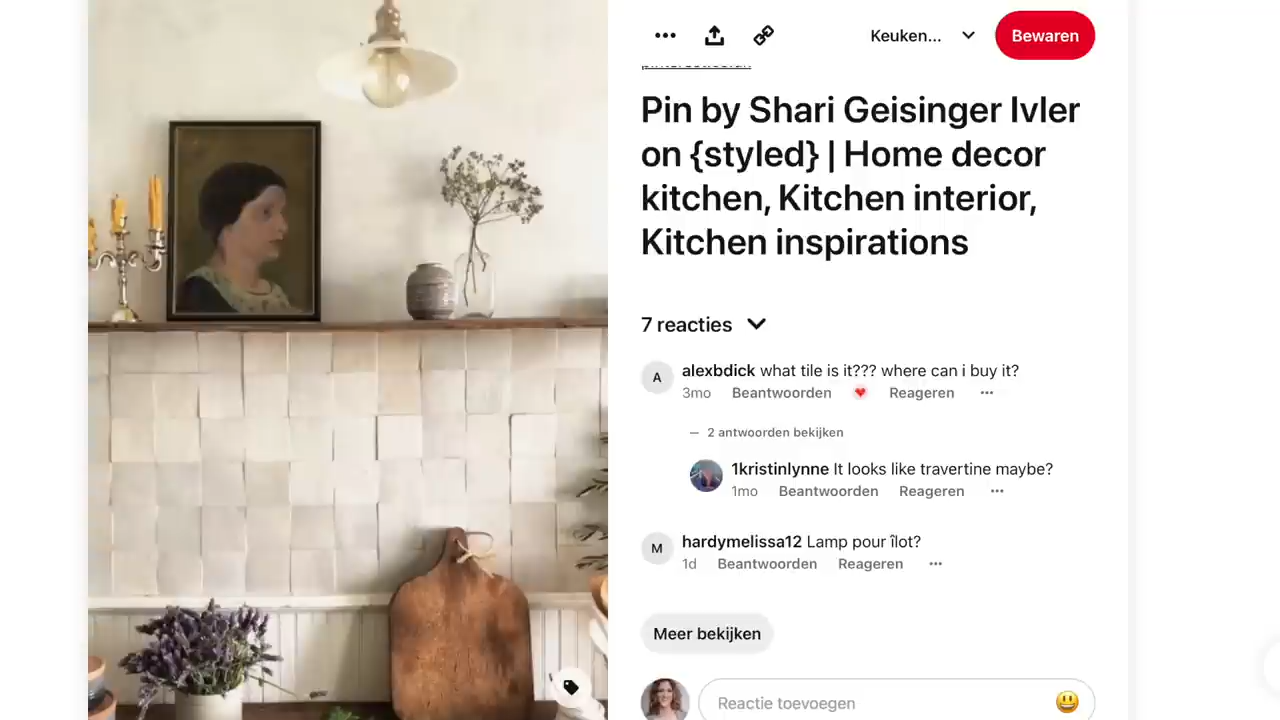 Keuken...
Bewaren
Pin by Shari Geisinger Ivler
on {styled} | Home decor
kitchen, Kitchen interior,
Kitchen inspirations
7 reacties
A
alexbdick what tile is it??? where can i buy it?
3mo Beantwoorden Reageren
2 antwoorden bekijken
1kristinlynne It looks like travertine maybe?
1mo Beantwoorden Reageren
M
hardymelissa12 Lamp pour îlot?
1d Beantwoorden Reageren
Meer bekijken
Reactie toevoegen